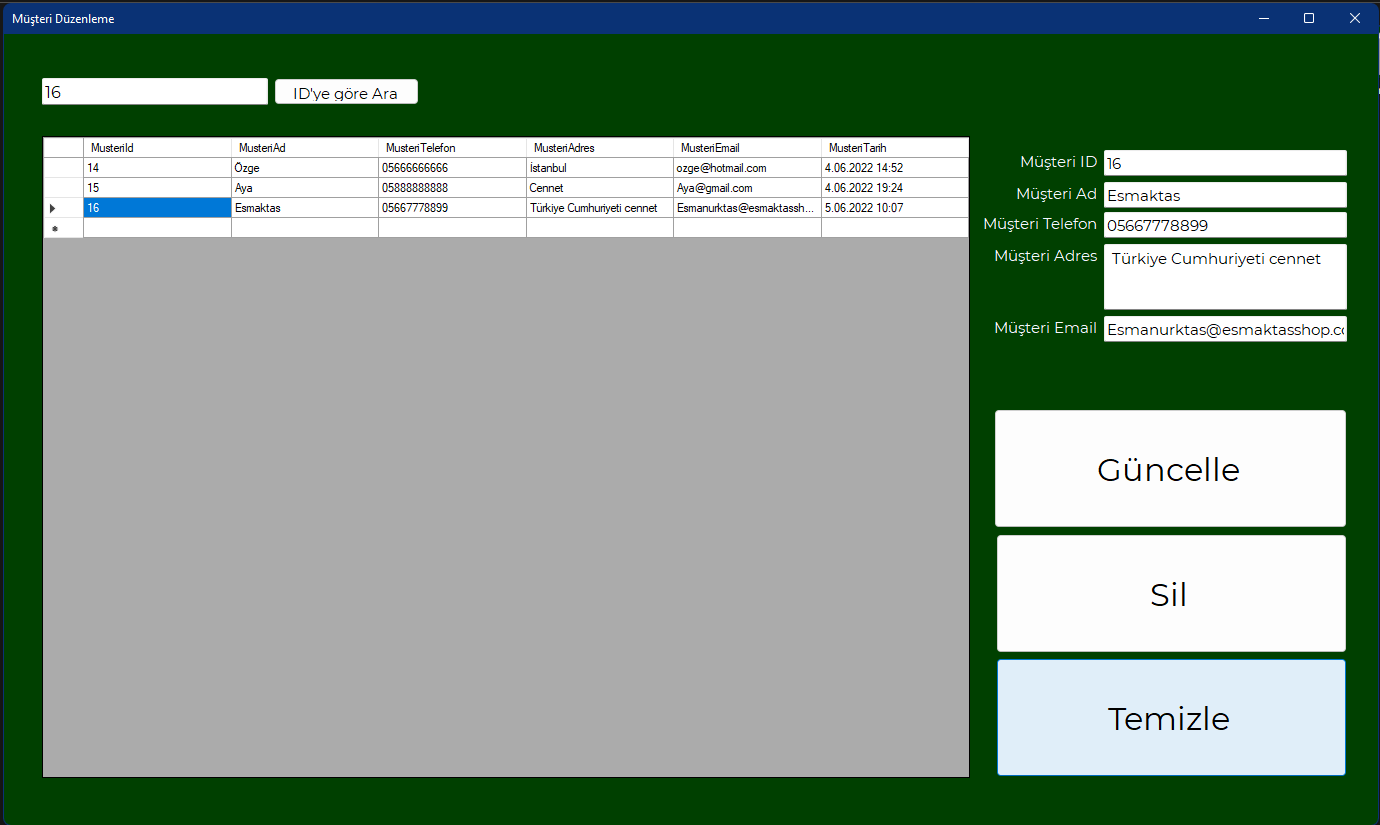 Müşteri Düzenleme
16
ID'ye göre Ara
MusteriId MusteriAd MusteriTelefon MusteriAdres MusteriEmail MusteriTarih
14 Özge 05666666666 İstanbul ozge@hotmail.com 4.06.2022 14:52
15 Aya 05888888888 Cennet Aya@gmail.com 4.06.2022 19:24
16 Esmaktas 05667778899 Türkiye Cumhuriyeti cennet Esmanurktas@esmaktassh... 5.06.2022 10:07
Müşteri ID 16
Müşteri Ad Esmaktas
Müşteri Telefon 05667778899
Müşteri Adres Türkiye Cumhuriyeti cennet
Müşteri Email Esmanurktas@esmaktasshop.co
Güncelle
Sil
Temizle